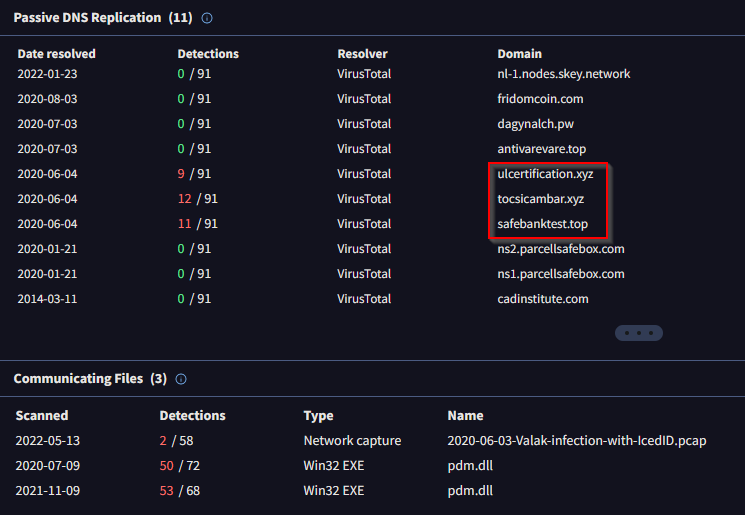 Passive DNS Replication (11)
Date resolved Detections Resolver Domain
2022-01-23 0 / 91 VirusTotal nl-1.nodes.skey.network
2020-08-03 0 / 91 VirusTotal fridomcoin.com
2020-07-03 0 / 91 VirusTotal dagynalch.pw
2020-07-03 0 / 91 VirusTotal antivarevare.top
2020-06-04 9 / 91 VirusTotal ulcertification.xyz
2020-06-04 12 / 91 VirusTotal tocsicambar.xyz
2020-06-04 11 / 91 VirusTotal safebanktest.top
2020-01-21 0 / 91 VirusTotal ns2.parcellsafebox.com
2020-01-21 0 / 91 VirusTotal ns1.parcellsafebox.com
2014-03-11 0 / 91 VirusTotal cadinstitute.com
Communicating Files (3)
Scanned Detections Type Name
2022-05-13 2 / 58 Network capture 2020-06-03-Valak-infection-with-IcedID.pcap
2020-07-09 50 / 72 Win32 EXE pdm.dll
2021-11-09 53 / 68 Win32 EXE pdm.dll